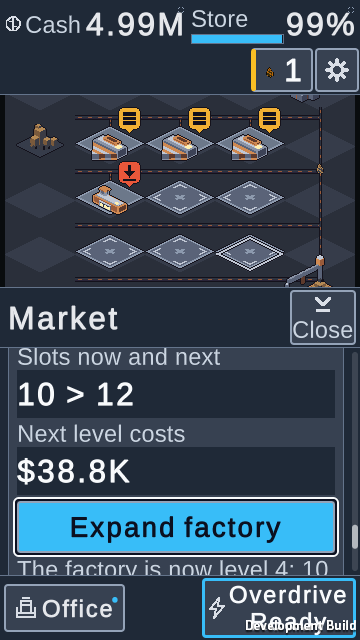 Cash 4.99M Store 99%
1
Market
Close
Slots now and next
10 > 12
Next level costs
$38.8K
Expand factory
The factory is now level 4: 10
Office
Overdrive
Ready
Development Build